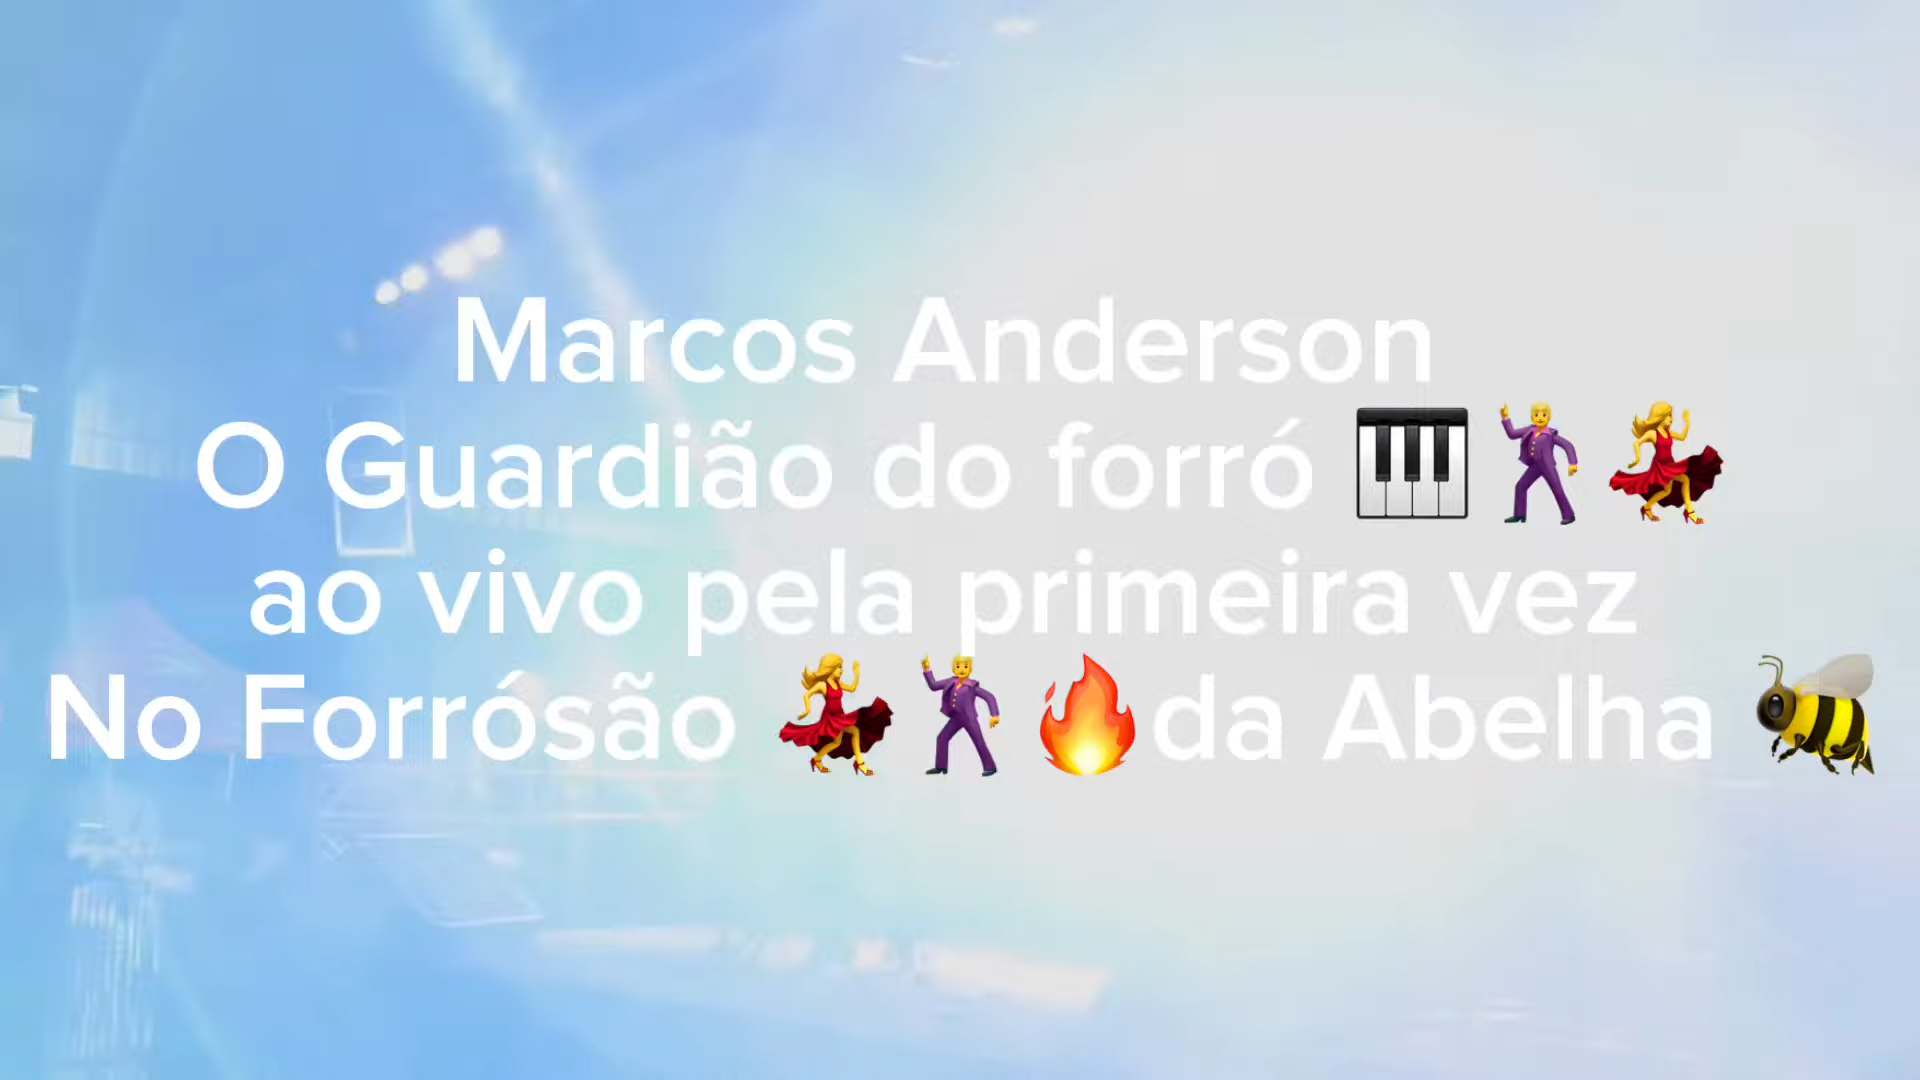 Marcos Anderson
O Guardião do forró 🎹🕺💃
ao vivo pela primeira vez
No Forrósão 💃🕺🔥da Abelha 🐝